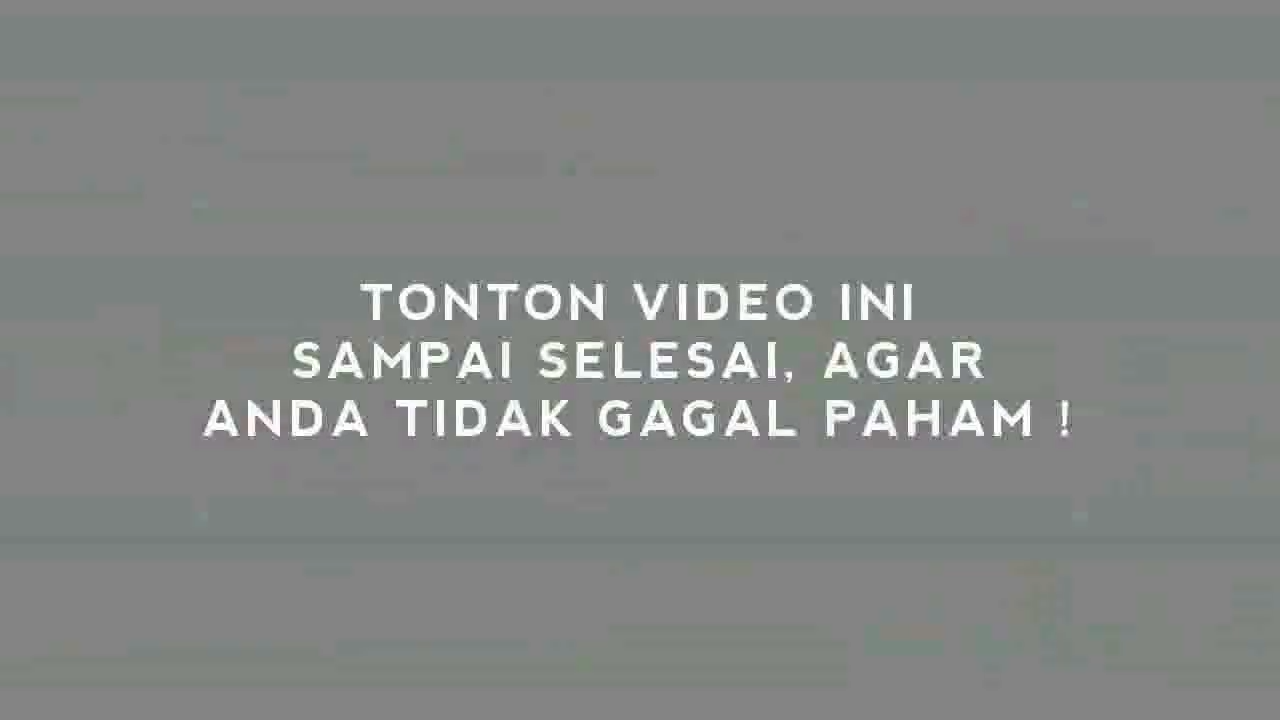 TONTON VIDEO INI
SAMPAI SELESAI, AGAR
ANDA TIDAK GAGAL PAHAM !